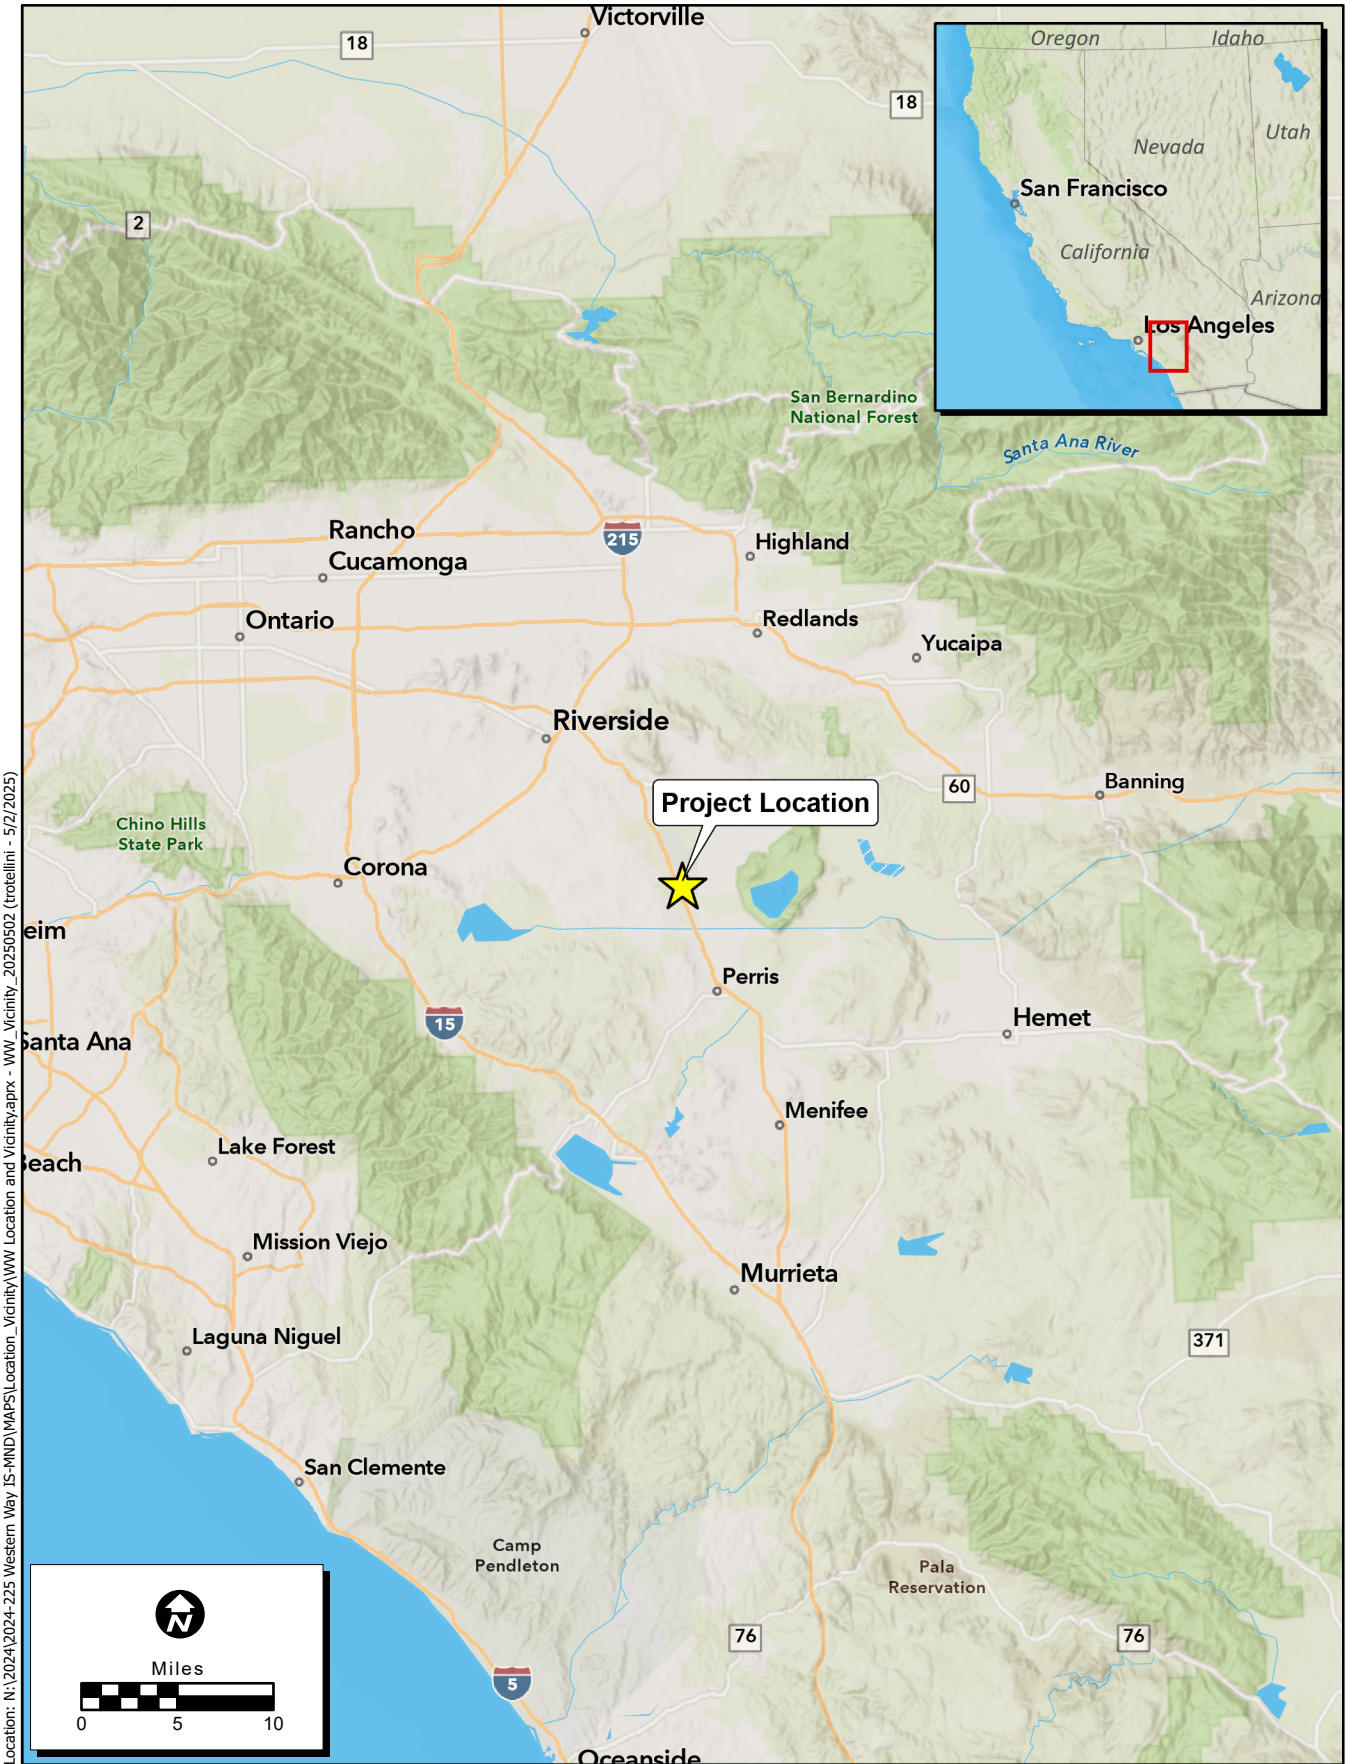 Victorville
18
18
2
Oregon
Idaho
Utah
Nevada
San Francisco
California
Arizona
Los Angeles
San Bernardino
National Forest
Santa Ana River
Rancho
Cucamonga
215
Highland
Ontario
Redlands
Yucaipa
Riverside
60
Banning
Project Location
Chino Hills
State Park
Corona
eim
Perris
15
Hemet
Santa Ana
Menifee
Lake Forest
Beach
Mission Viejo
Murrieta
Laguna Niguel
371
San Clemente
Camp
Pendleton
Pala
Reservation
76
76
5
Oceanside
N
Miles
0 5 10
Location: N:\2024\2024-225 Western Way IS-MND\MAPS\Location_Vicinity\WW Location and Vicinity.aprx - WW_Vicinity_20250502 (trotellini - 5/2/2025)